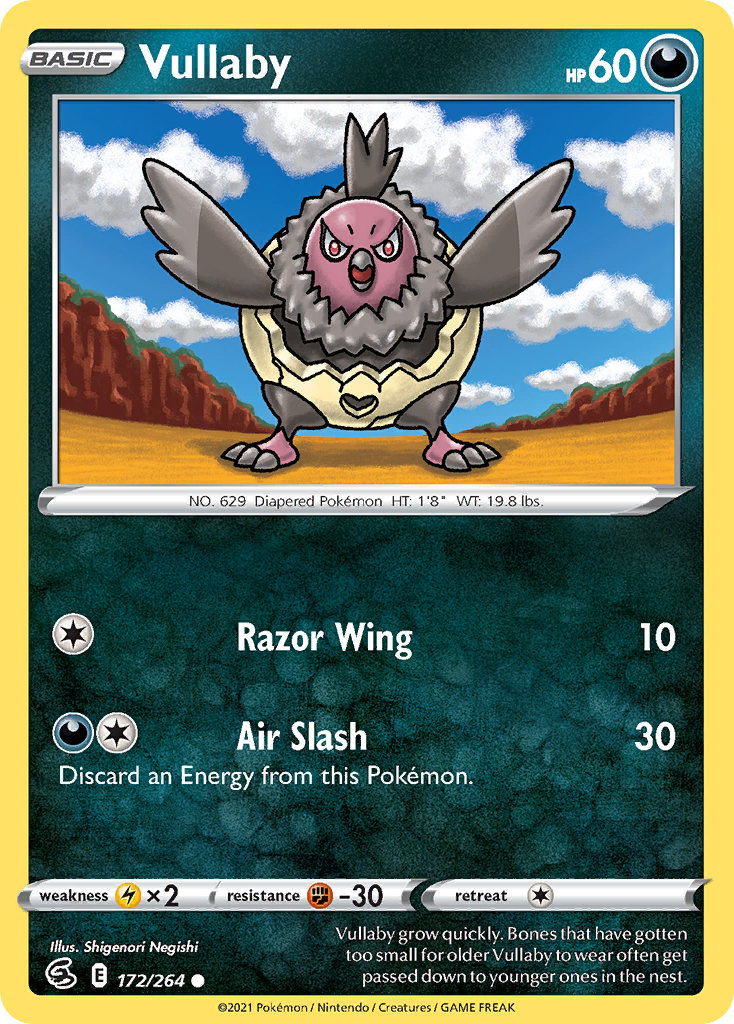 BASIC Vullaby HP 60
NO. 629 Diapered Pokémon HT: 1'8" WT: 19.8 lbs.
Razor Wing 10
Air Slash 30
Discard an Energy from this Pokémon.
weakness ×2 resistance -30 retreat
Illus. Shigenori Negishi
Vullaby grow quickly. Bones that have gotten
too small for older Vullaby to wear often get
passed down to younger ones in the nest.
E 172/264
©2021 Pokémon / Nintendo / Creatures / GAME FREAK